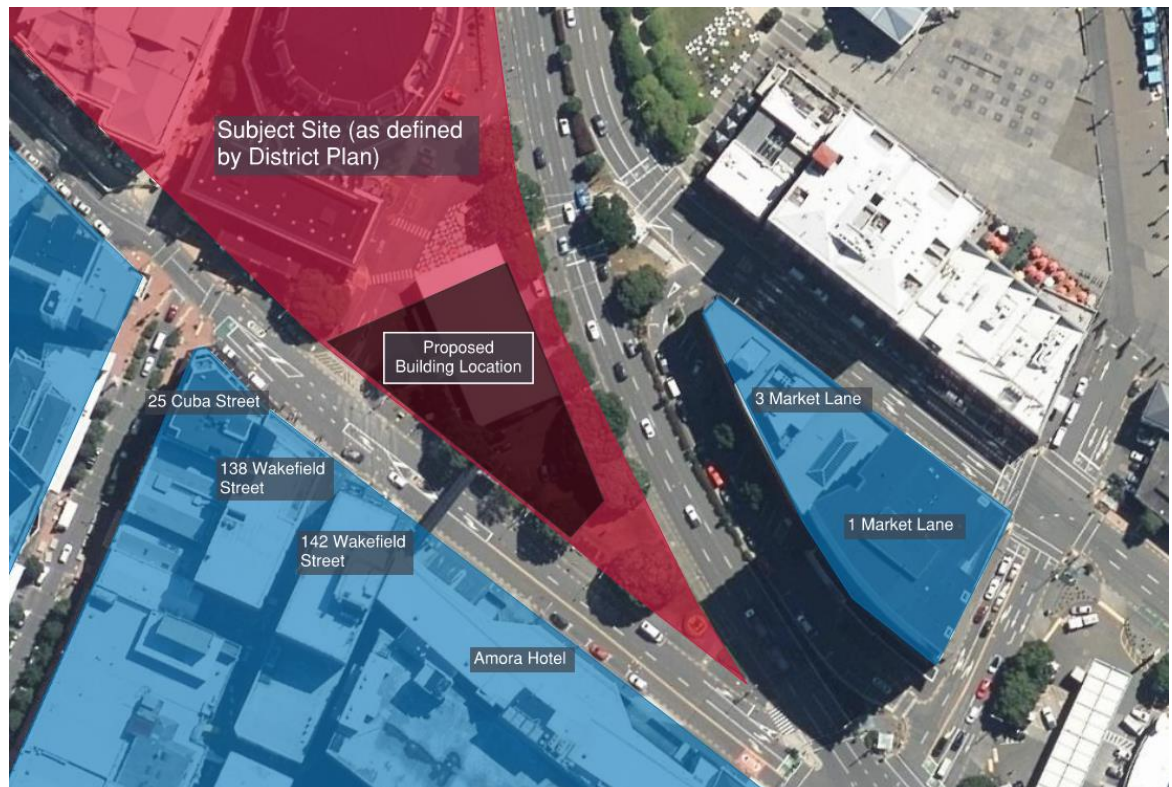 Subject Site (as defined
by District Plan)
Proposed
Building Location
25 Cuba Street
3 Market Lane
138 Wakefield
Street
1 Market Lane
142 Wakefield
Street
Amora Hotel